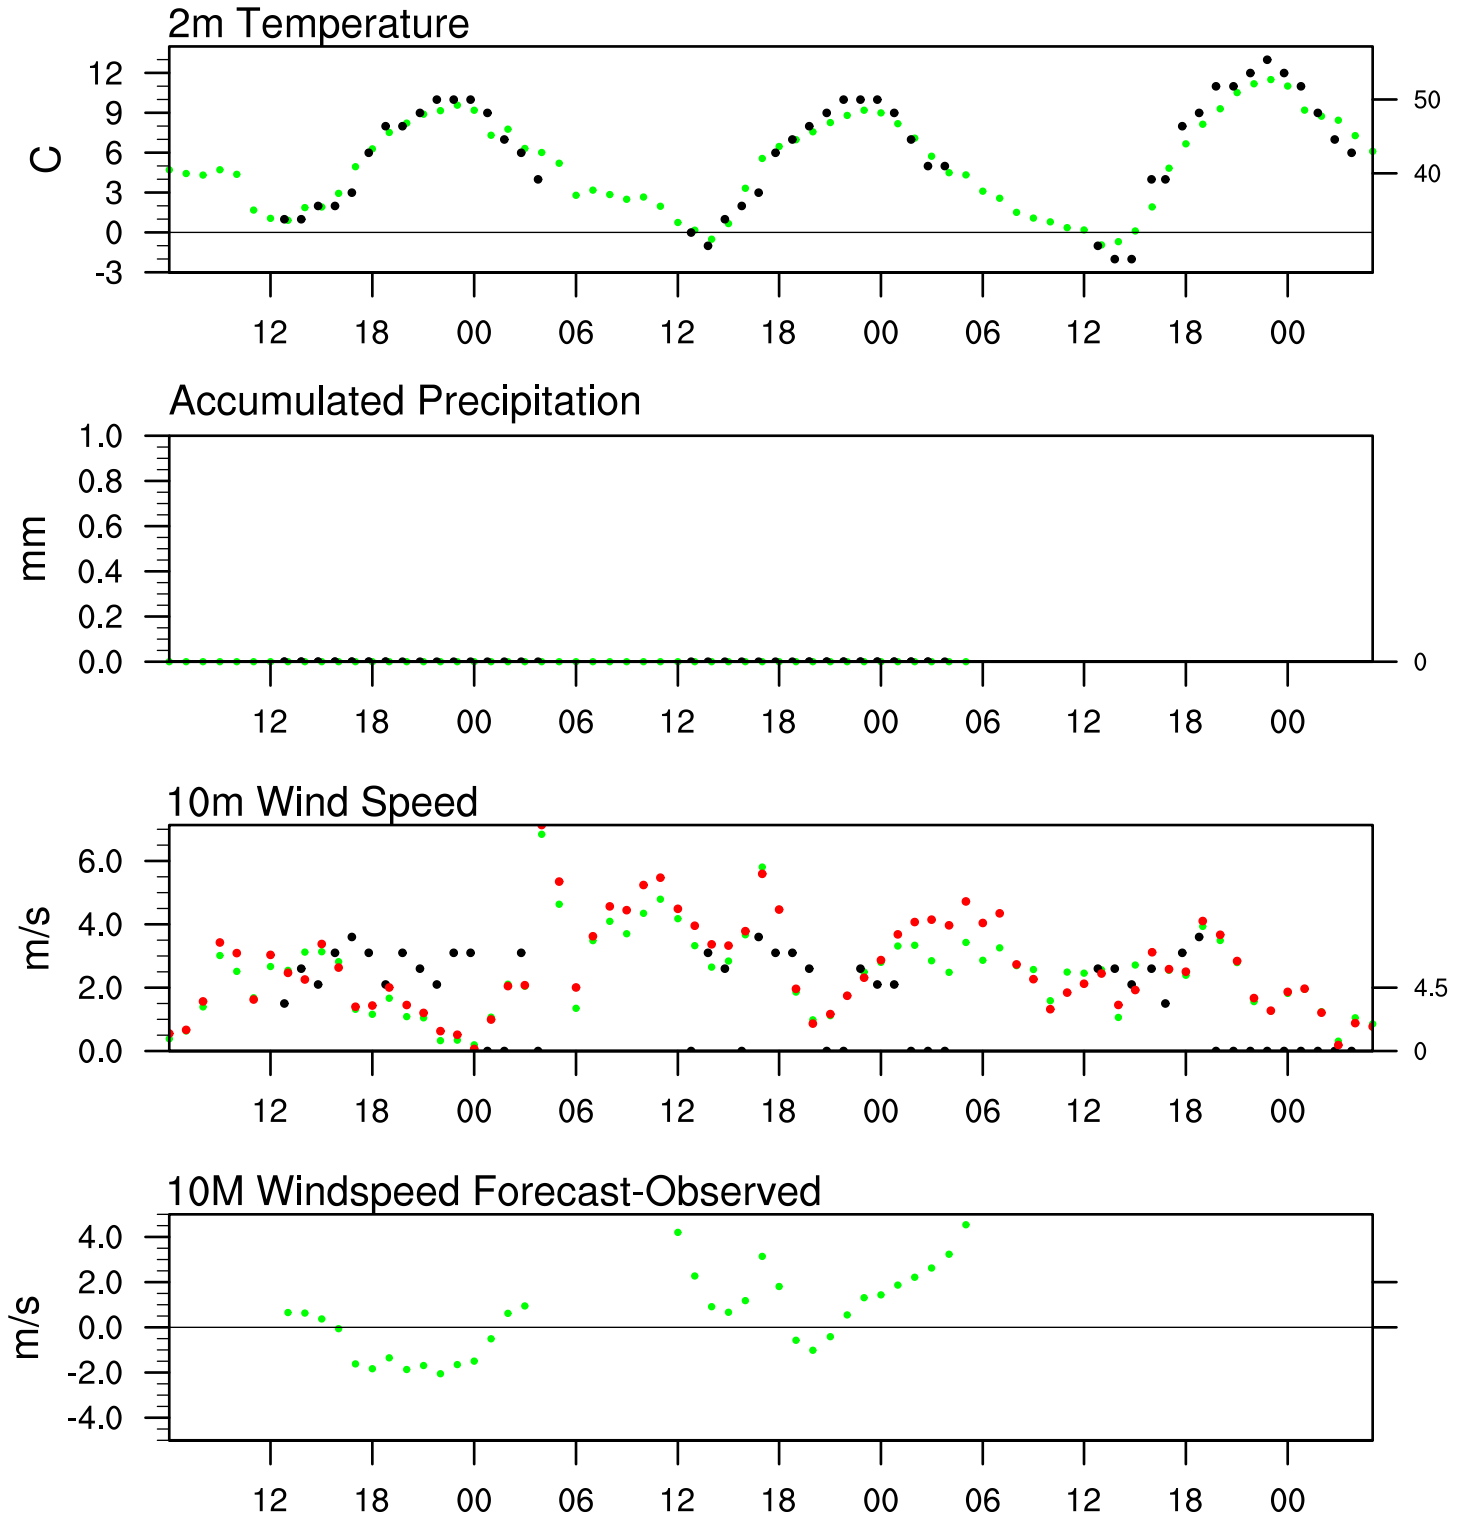 2m Temperature
12
9
6
3
0
-3
C
50
40
12 18 00 06 12 18 00 06 12 18 00
Accumulated Precipitation
1.0
0.8
0.6
0.4
0.2
0.0
mm
0
12 18 00 06 12 18 00 06 12 18 00
10m Wind Speed
6.0
4.0
2.0
0.0
m/s
4.5
0
12 18 00 06 12 18 00 06 12 18 00
10M Windspeed Forecast-Observed
4.0
2.0
0.0
-2.0
-4.0
m/s
12 18 00 06 12 18 00 06 12 18 00